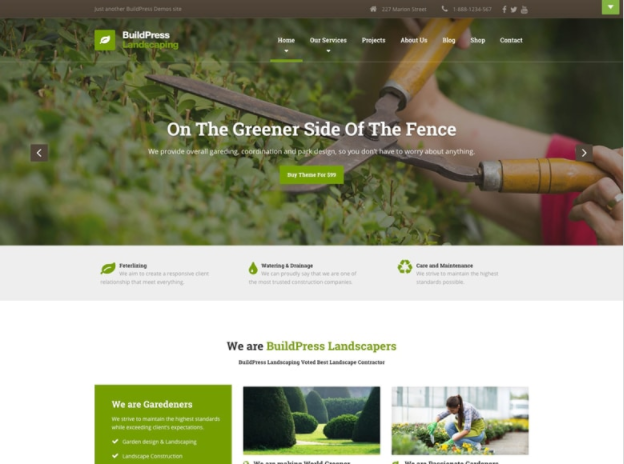 Just another BuildPress Demos site
227 Marion Street
1-888-1234-567
BuildPress
Landscaping
Home
Our Services
Projects
About Us
Blog
Shop
Contact
On The Greener Side Of The Fence
We provide overall gareding, coordination and park design, so you don't have to worry about anything.
Buy Theme For $99
Feterilizing
We aim to create a responsive client
relationship that meet everything.
Watering & Drainage
We can proudly say that we are one of
the most trusted construction companies.
Care and Maintenance
We strive to maintain the highest
standards possible.
We are BuildPress Landscapers
BuildPress Landscaping Voted Best Landscape Contractor
We are Garedeners
We strive to maintain the highest standards
while exceeding client's expectations.
Garden design & Landscaping
Landscape Construction
We are making World Greener
We are Passionate Gardeners